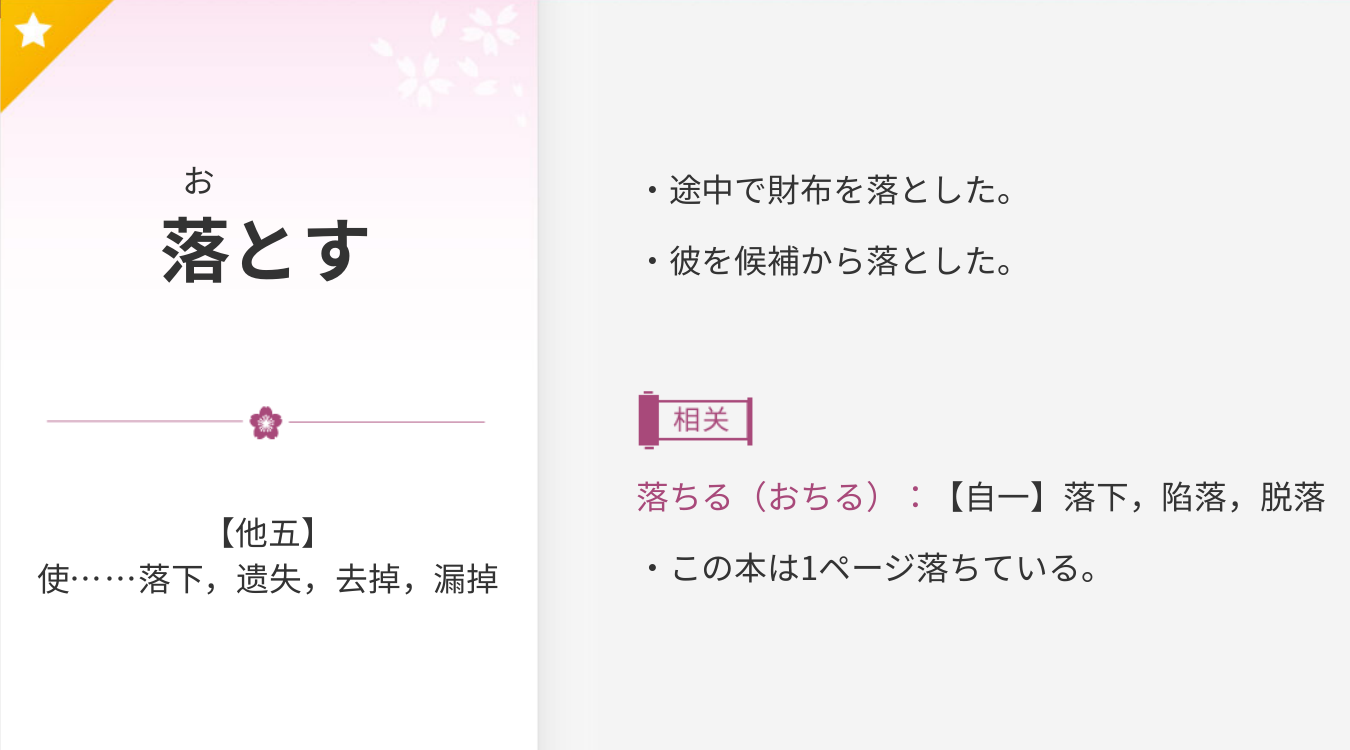 お
落とす
【他五】
使……落下，遗失，去掉，漏掉
・途中で財布を落とした。
・彼を候補から落とした。
相关
落ちる（おちる）：【自一】落下，陷落，脱落
・この本は1ページ落ちている。